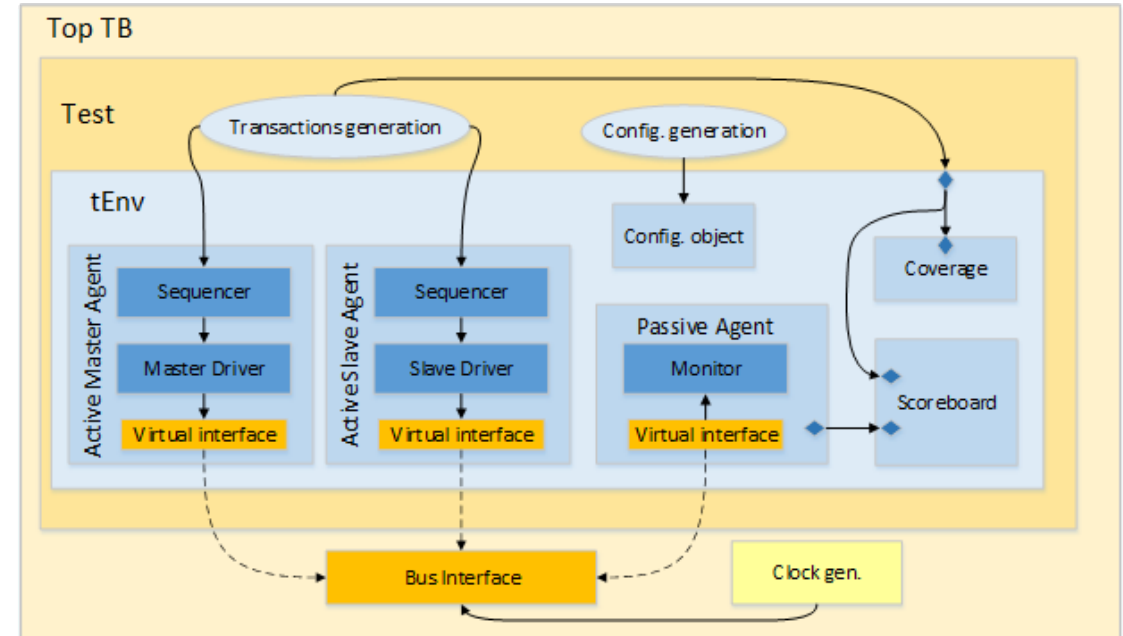 Top TB
Test
Transactions generation
Config. generation
tEnv
Config. object
Coverage
Active Master Agent
Sequencer
Master Driver
Virtual interface
Active Slave Agent
Sequencer
Slave Driver
Virtual interface
Passive Agent
Monitor
Virtual interface
Scoreboard
Bus Interface
Clock gen.